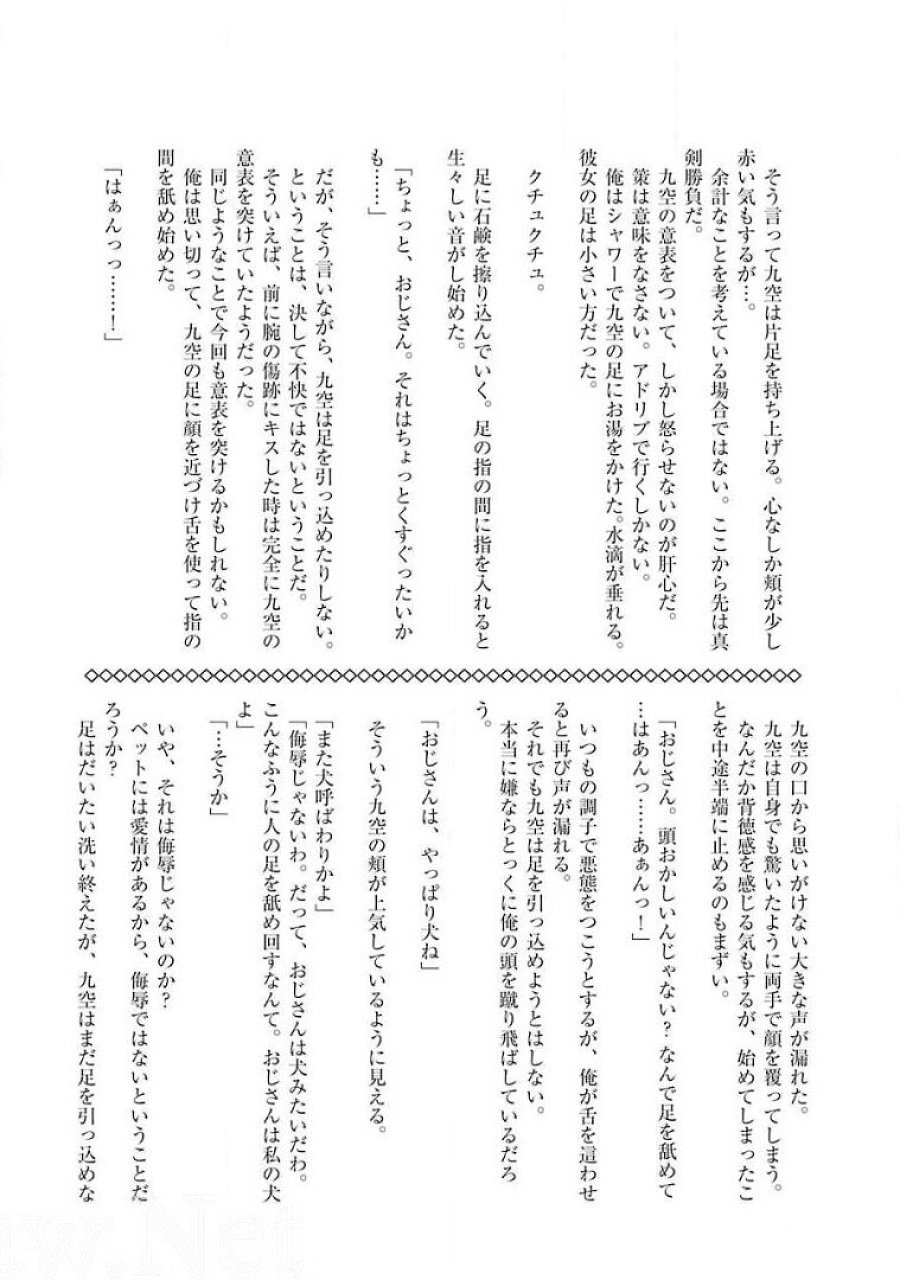 そう言って九空は片足を持ち上げる。心なしか頬が少し
赤い気もするが…。
余計なことを考えている場合ではない。ここから先は真
剣勝負だ。
九空の意表をついて、しかし怒らせないのが肝心だ。
策は意味をなさない。アドリブで行くしかない。
俺はシャワーで九空の足にお湯をかけた。水滴が垂れる。
彼女の足は小さい方だった。
クチュクチュ。
足に石鹸を擦り込んでいく。足の指の間に指を入れると
生々しい音がし始めた。
「ちょっと、おじさん。それはちょっとくすぐったいか
も……」
だが、そう言いながら、九空は足を引っ込めたりしない。
ということは、決して不快ではないということだ。
そういえば、前に腕の傷跡にキスした時は完全に九空の
意表を突けていたようだった。
同じようなことで今回も意表を突けるかもしれない。
俺は思い切って、九空の足に顔を近づけ舌を使って指の
間を舐め始めた。
「はぁんっっ………！」
九空の口から思いがけない大きな声が漏れた。
九空は自身でも驚いたように両手で顔を覆ってしまう。
なんだか背徳感を感じる気もするが、始めてしまったこ
とを中途半端に止めるのもまずい。
「おじさん。頭おかしいんじゃない？なんで足を舐めて
…はあんっ……あぁんっ！」
いつもの調子で悪態をつこうとするが、俺が舌を這わせ
ると再び声が漏れる。
それでも九空は足を引っ込めようとはしない。
本当に嫌ならとっくに俺の頭を蹴り飛ばしているだろ
う。
「おじさんは、やっぱり犬ね」
そういう九空の頬が上気しているように見える。
「また犬呼ばわりかよ」
「侮辱じゃないわ。だって、おじさんは犬みたいだわ。
こんなふうに人の足を舐め回すなんて。おじさんは私の犬
よ」
「…そうか」
いや、それは侮辱じゃないのか？
ペットには愛情があるから、侮辱ではないということだ
ろうか？
足はだいたい洗い終えたが、九空はまだ足を引っ込めな